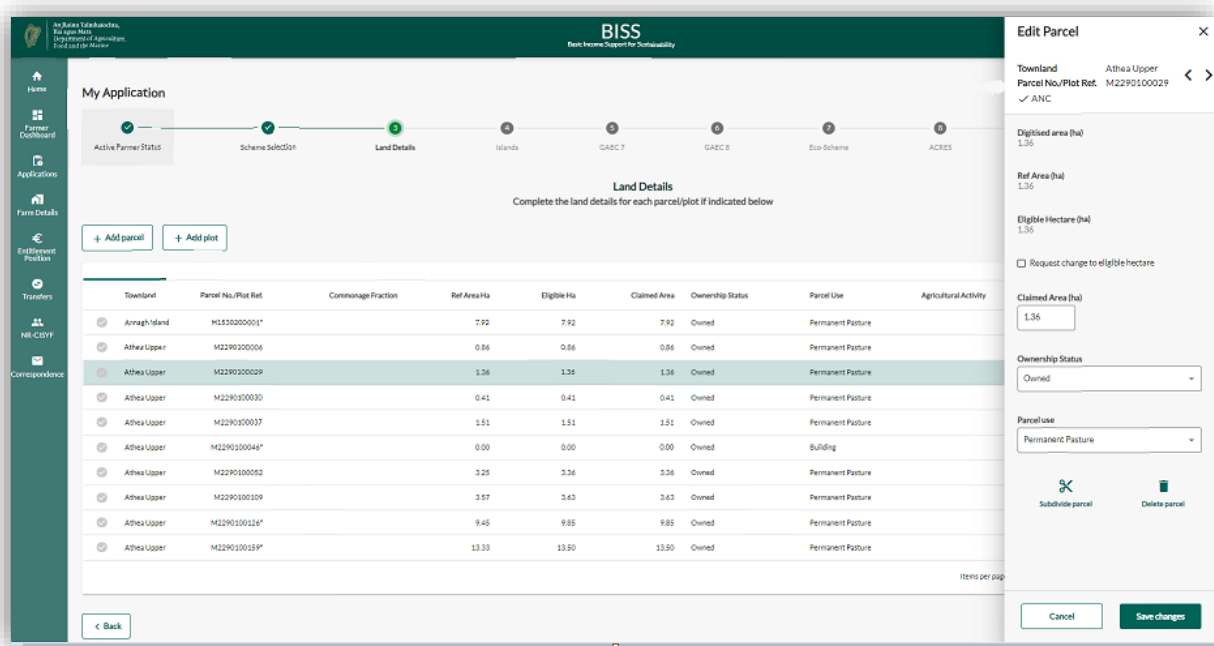 An Roinn Talmhaíochta,
Bia agus Mara
Department of Agriculture,
Food and the Marine
BISS
Basic Income Support for Sustainability
Home
Farmer
Dashboard
Applications
Farm Details
Entitlement
Position
Transfers
NR-CISYF
Correspondence
My Application
3 4 5 6 7 8
Active Farmer Status Scheme Selection Land Details Islands GAEC 7 GAEC 8 Eco-Scheme ACRES
Land Details
Complete the land details for each parcel/plot if indicated below
+ Add parcel + Add plot
Townland Parcel No./Plot Ref. Commonage Fraction Ref Area Ha Eligible Ha Claimed Area Ownership Status Parcel Use Agricultural Activity
Annagh Island M1530200001* 7.92 7.92 7.92 Owned Permanent Pasture
Athea Upper M2290100006 0.86 0.86 0.86 Owned Permanent Pasture
Athea Upper M2290100029 1.36 1.36 1.36 Owned Permanent Pasture
Athea Upper M2290100030 0.41 0.41 0.41 Owned Permanent Pasture
Athea Upper M2290100037 1.51 1.51 1.51 Owned Permanent Pasture
Athea Upper M2290100046* 0.00 0.00 0.00 Owned Building
Athea Upper M2290100052 3.25 3.36 3.36 Owned Permanent Pasture
Athea Upper M2290100109 3.57 3.63 3.63 Owned Permanent Pasture
Athea Upper M2290100126* 9.45 9.85 9.85 Owned Permanent Pasture
Athea Upper M2290100159* 13.33 13.50 13.50 Owned Permanent Pasture
Items per pag
< Back
Edit Parcel
Townland Athea Upper
Parcel No./Plot Ref. M2290100029
✓ ANC
Digitised area (ha)
1.36
Ref Area (ha)
1.36
Eligible Hectare (ha)
1.36
Request change to eligible hectare
Claimed Area (ha)
1.36
Ownership Status
Owned
Parcel use
Permanent Pasture
Subdivide parcel Delete parcel
Cancel Save changes